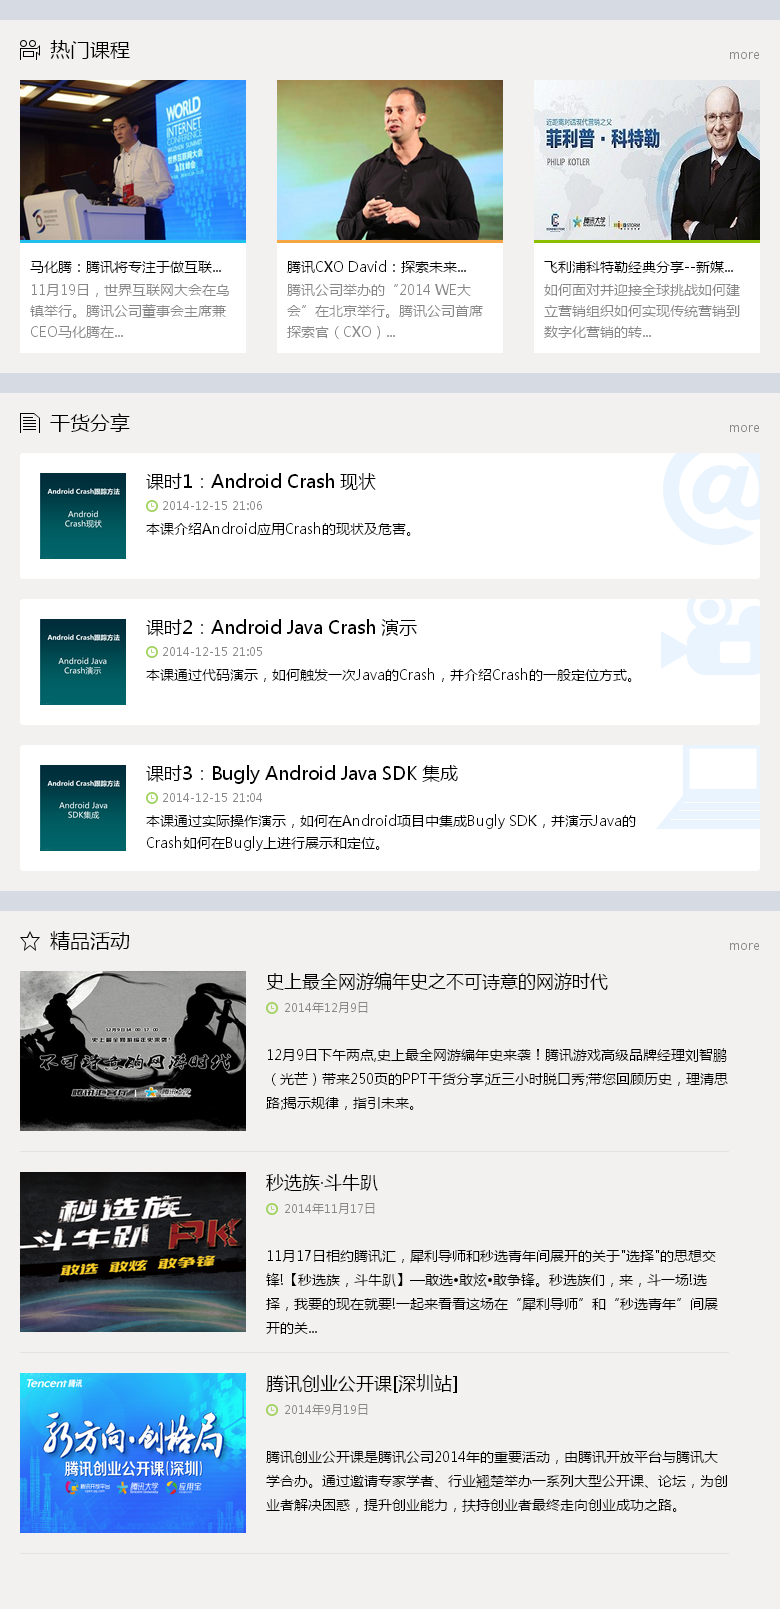 热门课程
more
WORLD
INTERNET
CONFERENCE
WUZHEN SUMMIT
世界互联网大会
乌镇峰会
近距离对话现代营销之父
菲利普·科特勒
PHILIP KOTLER
腾讯大学
马化腾：腾讯将专注于做互联...
11月19日，世界互联网大会在乌
镇举行。腾讯公司董事会主席兼
CEO马化腾在...
腾讯CXO David：探索未来...
腾讯公司举办的“2014 WE大
会”在北京举行。腾讯公司首席
探索官（CXO）...
飞利浦科特勒经典分享--新媒...
如何面对并迎接全球挑战如何建
立营销组织如何实现传统营销到
数字化营销的转...
干货分享
more
Android Crash跟踪方法
Android
Crash现状
课时1：Android Crash 现状
2014-12-15 21:06
本课介绍Android应用Crash的现状及危害。
@
Android Crash跟踪方法
Android Java
Crash演示
课时2：Android Java Crash 演示
2014-12-15 21:05
本课通过代码演示，如何触发一次Java的Crash，并介绍Crash的一般定位方式。
Android Crash跟踪方法
Android Java
SDK集成
课时3：Bugly Android Java SDK 集成
2014-12-15 21:04
本课通过实际操作演示，如何在Android项目中集成Bugly SDK，并演示Java的
Crash如何在Bugly上进行展示和定位。
精品活动
more
12月9日14:00-17:00
史上最全网游编年史来袭！
不可诗意的网游时代
腾讯大学
史上最全网游编年史之不可诗意的网游时代
2014年12月9日
12月9日下午两点,史上最全网游编年史来袭！腾讯游戏高级品牌经理刘智鹏
（光芒）带来250页的PPT干货分享;近三小时脱口秀;带您回顾历史，理清思
路;揭示规律，指引未来。
秒选族
斗牛趴 PK
敢选 敢炫 敢争锋
秒选族·斗牛趴
2014年11月17日
11月17日相约腾讯汇，犀利导师和秒选青年间展开的关于"选择"的思想交
锋!【秒选族，斗牛趴】—敢选•敢炫•敢争锋。秒选族们，来，斗一场!选
择，我要的现在就要!一起来看看这场在“犀利导师”和“秒选青年”间展
开的关...
Tencent 腾讯
新方向·创格局
腾讯创业公开课(深圳)
腾讯开放平台 腾讯大学 应用宝
腾讯创业公开课[深圳站]
2014年9月19日
腾讯创业公开课是腾讯公司2014年的重要活动，由腾讯开放平台与腾讯大
学合办。通过邀请专家学者、行业翘楚举办一系列大型公开课、论坛，为创
业者解决困惑，提升创业能力，扶持创业者最终走向创业成功之路。